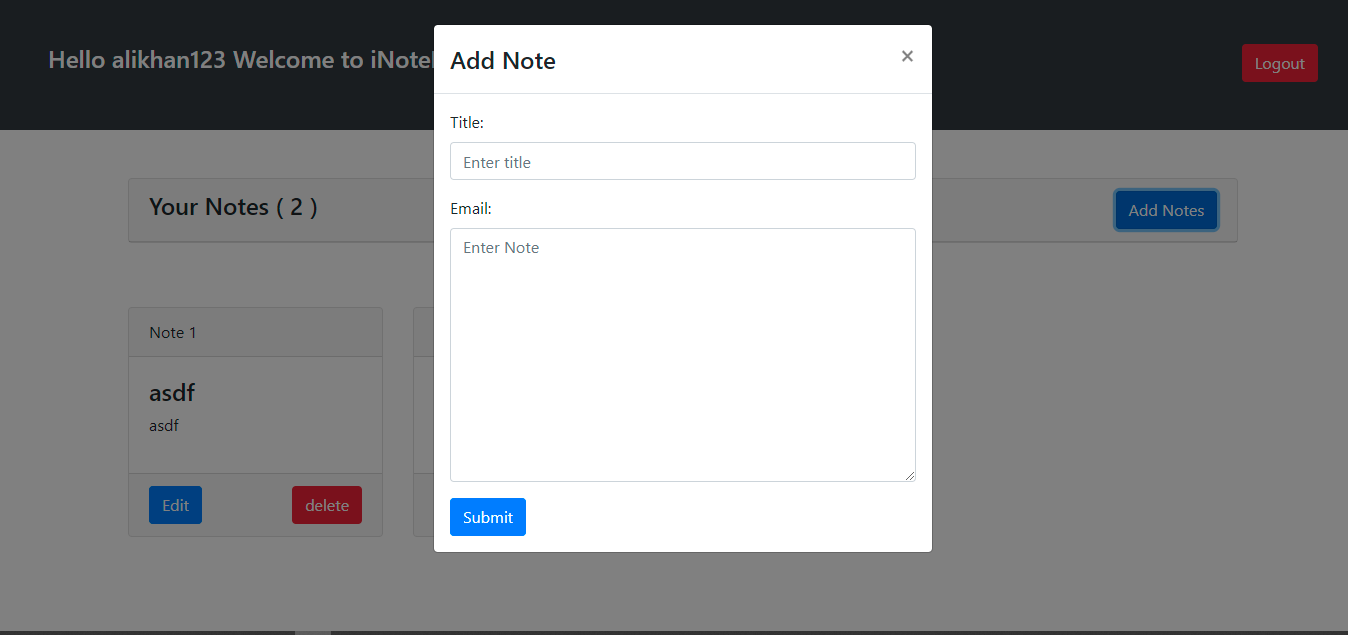 Hello alikhan123 Welcome to iNote
Logout
Add Note
×
Title:
Enter title
Email:
Enter Note
Submit
Your Notes ( 2 )
Add Notes
Note 1
asdf
asdf
Edit
delete